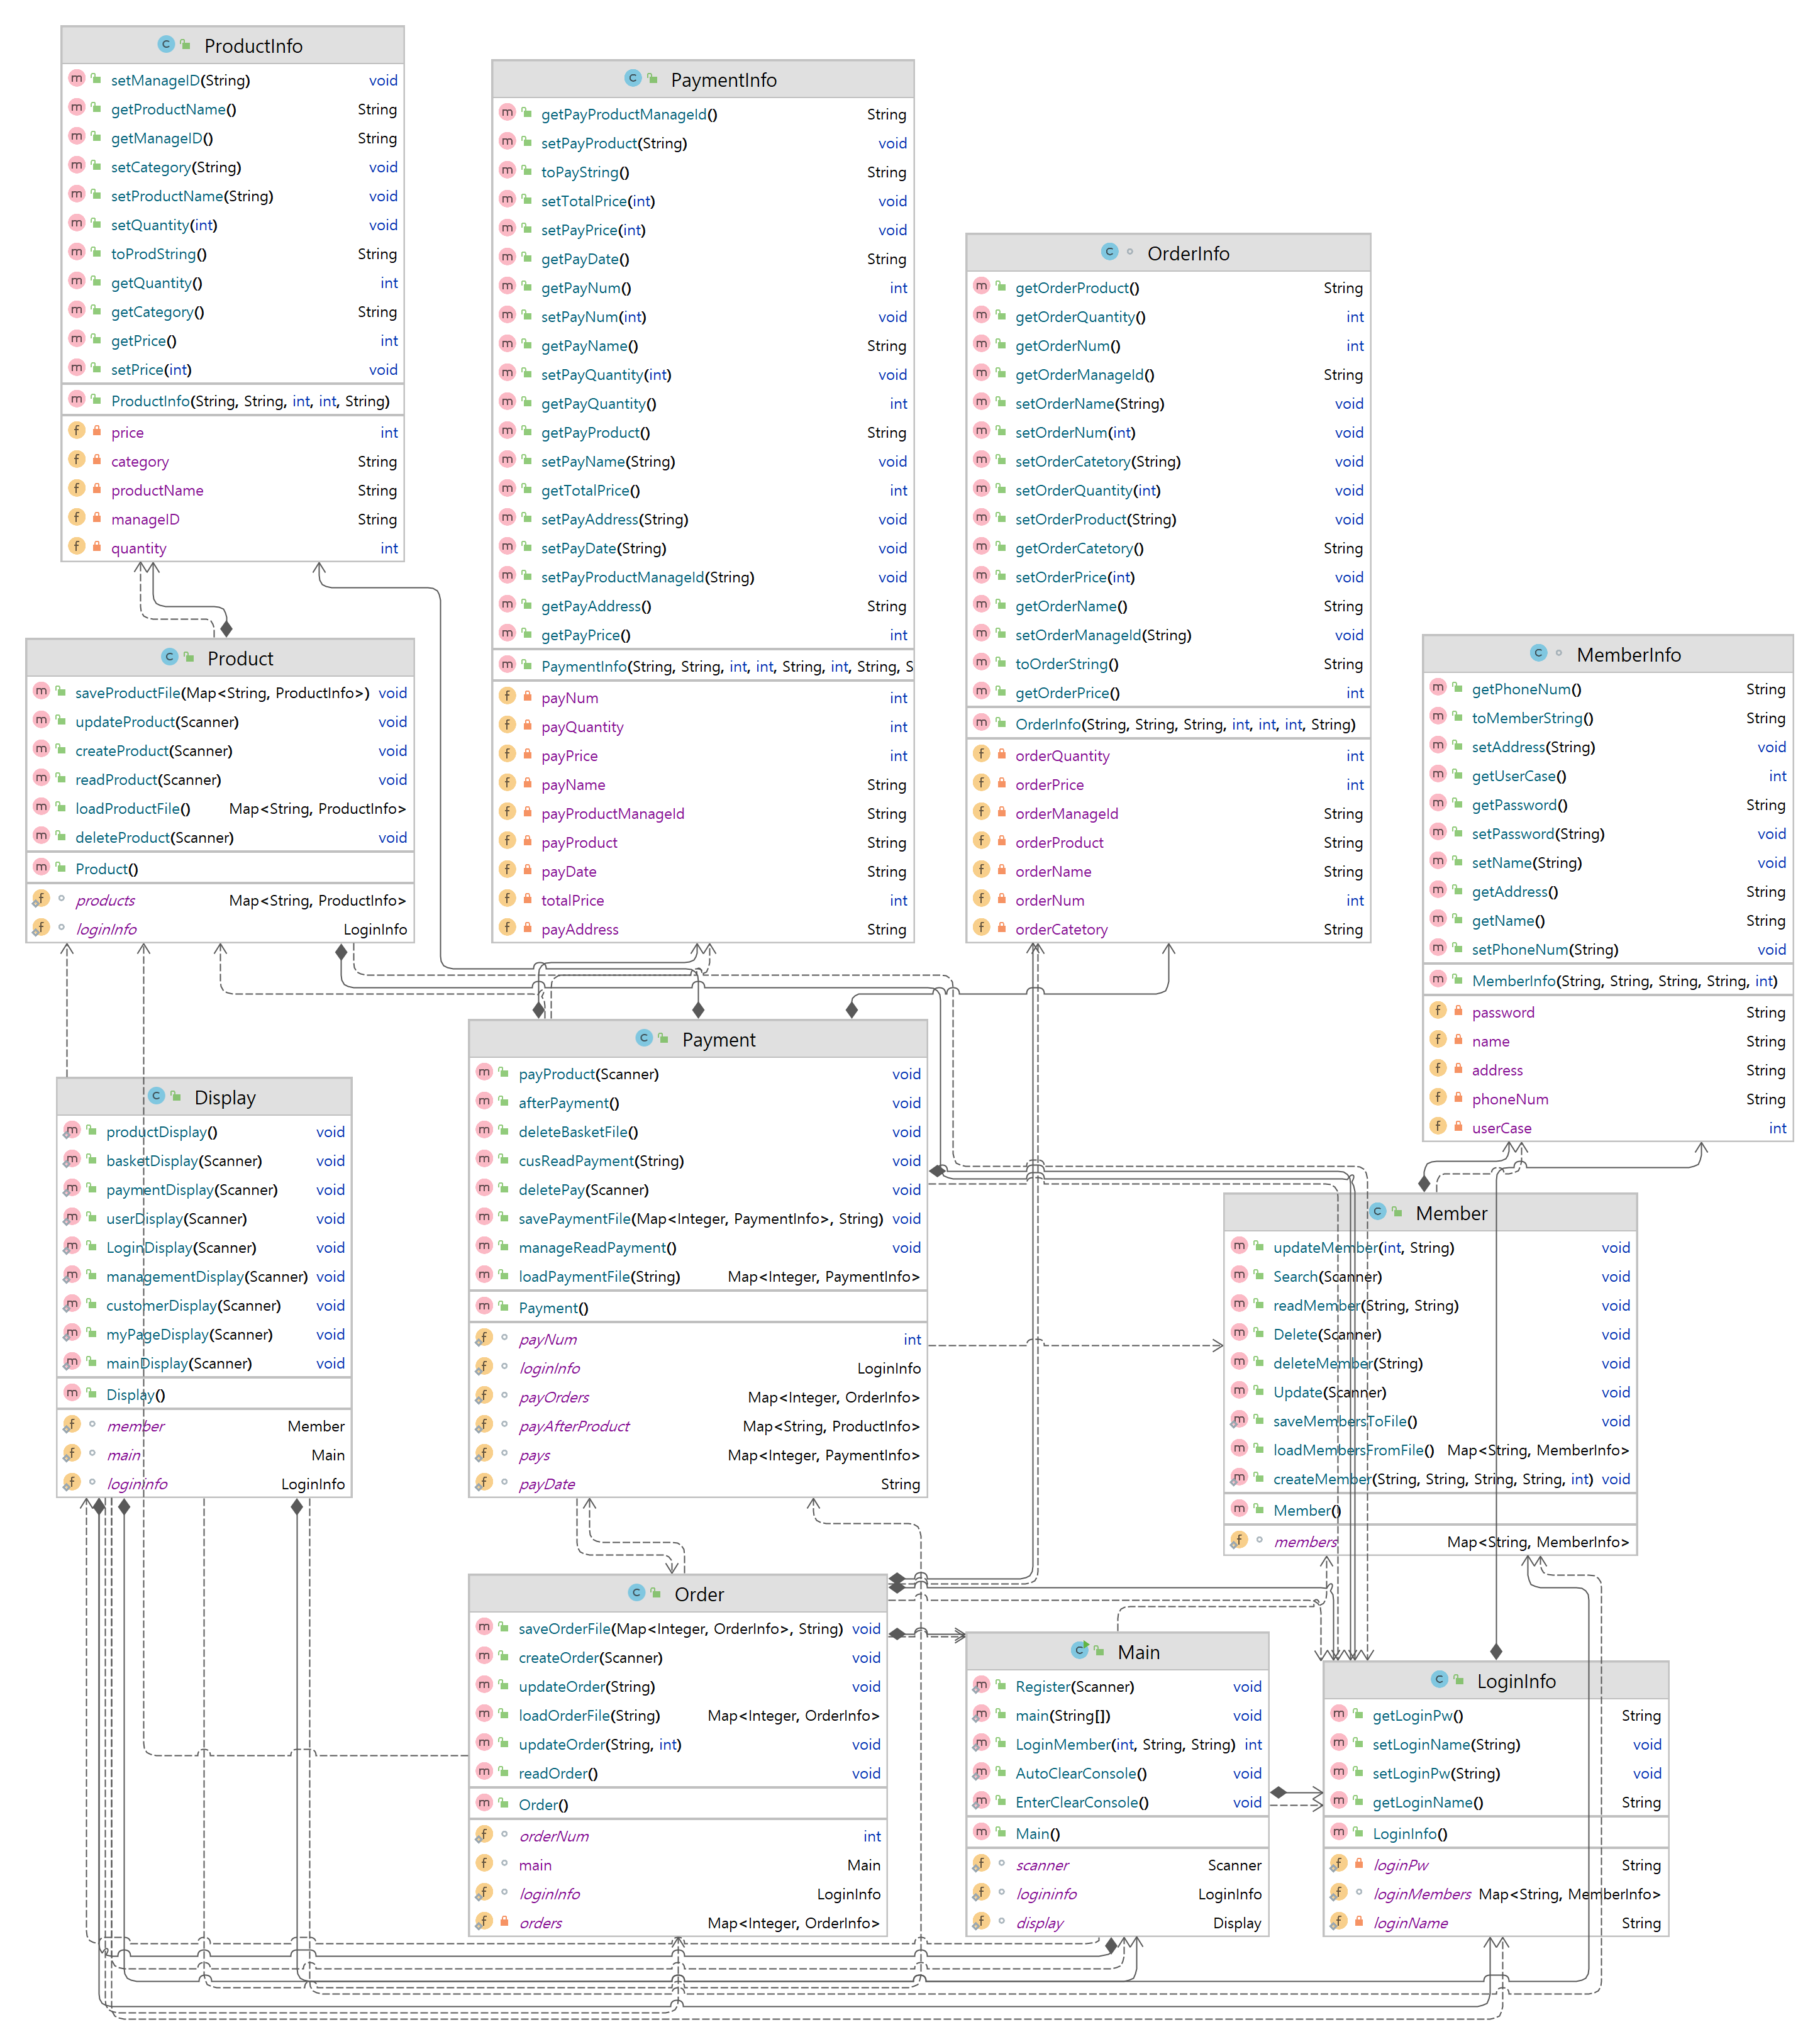 ProductInfo
setManageID(String) void
getProductName() String
getManageID() String
setCategory(String) void
setProductName(String) void
setQuantity(int) void
toProdString() String
getQuantity() int
getCategory() String
getPrice() int
setPrice(int) void
ProductInfo(String, String, int, int, String)
price int
category String
productName String
manageID String
quantity int
PaymentInfo
getPayProductManageId() String
setPayProduct(String) void
toPayString() String
setTotalPrice(int) void
setPayPrice(int) void
getPayDate() String
getPayNum() int
setPayNum(int) void
getPayName() String
setPayQuantity(int) void
getPayQuantity() int
getPayProduct() String
setPayName(String) void
getTotalPrice() int
setPayAddress(String) void
setPayDate(String) void
setPayProductManageId(String) void
getPayAddress() String
getPayPrice() int
PaymentInfo(String, String, int, int, String, int, String, S
payNum int
payQuantity int
payPrice int
payName String
payProductManageId String
payProduct String
payDate String
totalPrice int
payAddress String
OrderInfo
getOrderProduct() String
getOrderQuantity() int
getOrderNum() int
getOrderManageId() String
setOrderName(String) void
setOrderNum(int) void
setOrderCatetory(String) void
setOrderQuantity(int) void
setOrderProduct(String) void
getOrderCatetory() String
setOrderPrice(int) void
getOrderName() String
setOrderManageId(String) void
toOrderString() String
getOrderPrice() int
OrderInfo(String, String, String, int, int, int, String)
orderQuantity int
orderPrice int
orderManageId String
orderProduct String
orderName String
orderNum int
orderCatetory String
MemberInfo
getPhoneNum() String
toMemberString() String
setAddress(String) void
getUserCase() int
getPassword() String
setPassword(String) void
setName(String) void
getAddress() String
getName() String
setPhoneNum(String) void
MemberInfo(String, String, String, String, int)
password String
name String
address String
phoneNum String
userCase int
Product
saveProductFile(Map<String, ProductInfo>) void
updateProduct(Scanner) void
createProduct(Scanner) void
readProduct(Scanner) void
loadProductFile() Map<String, ProductInfo>
deleteProduct(Scanner) void
Product()
products Map<String, ProductInfo>
loginInfo LoginInfo
Display
productDisplay() void
basketDisplay(Scanner) void
paymentDisplay(Scanner) void
userDisplay(Scanner) void
LoginDisplay(Scanner) void
managementDisplay(Scanner) void
customerDisplay(Scanner) void
myPageDisplay(Scanner) void
mainDisplay(Scanner) void
Display()
member Member
main Main
logininfo LoginInfo
Payment
payProduct(Scanner) void
afterPayment() void
deleteBasketFile() void
cusReadPayment(String) void
deletePay(Scanner) void
savePaymentFile(Map<Integer, PaymentInfo>, String) void
manageReadPayment() void
loadPaymentFile(String) Map<Integer, PaymentInfo>
Payment()
payNum int
loginInfo LoginInfo
payOrders Map<Integer, OrderInfo>
payAfterProduct Map<String, ProductInfo>
pays Map<Integer, PaymentInfo>
payDate String
Member
updateMember(int, String) void
Search(Scanner) void
readMember(String, String) void
Delete(Scanner) void
deleteMember(String) void
Update(Scanner) void
saveMembersToFile() void
loadMembersFromFile() Map<String, MemberInfo>
createMember(String, String, String, String, int) void
Member()
members Map<String, MemberInfo>
Order
saveOrderFile(Map<Integer, OrderInfo>, String) void
createOrder(Scanner) void
updateOrder(String) void
loadOrderFile(String) Map<Integer, OrderInfo>
updateOrder(String, int) void
readOrder() void
Order()
orderNum int
main Main
loginInfo LoginInfo
orders Map<Integer, OrderInfo>
Main
Register(Scanner) void
main(String[]) void
LoginMember(int, String, String) int
AutoClearConsole() void
EnterClearConsole() void
Main()
scanner Scanner
logininfo LoginInfo
display Display
LoginInfo
getLoginPw() String
setLoginName(String) void
setLoginPw(String) void
getLoginName() String
LoginInfo()
loginPw String
loginMembers Map<String, MemberInfo>
loginName String